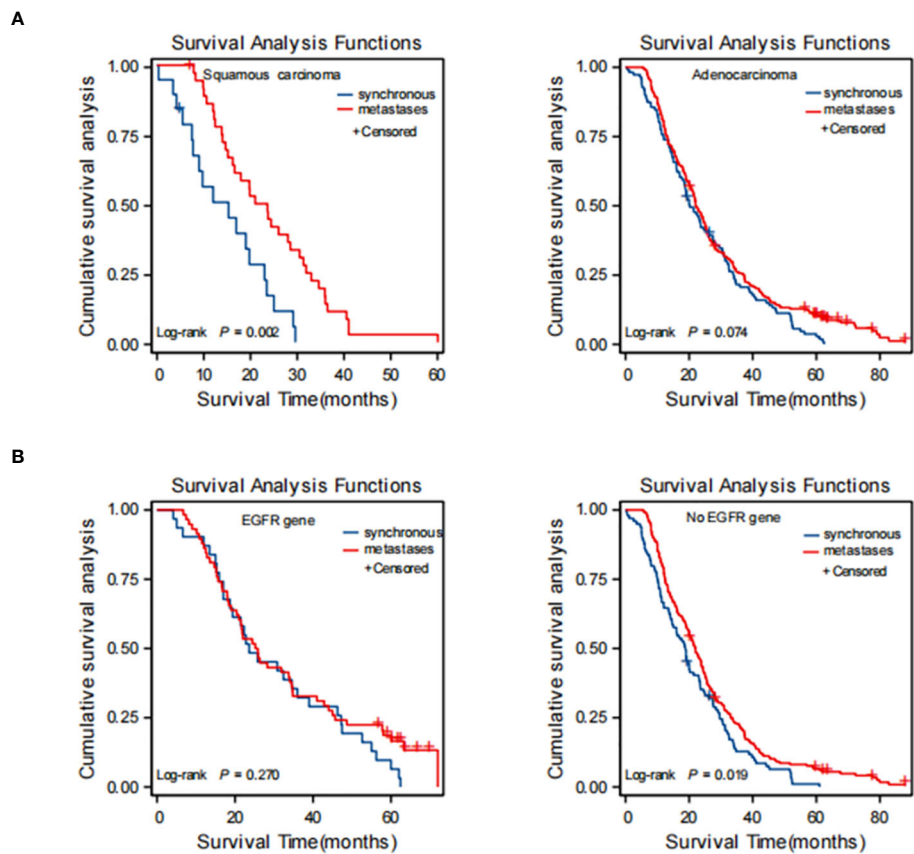 A
Survival Analysis Functions
Squamous carcinoma
synchronous
metastases
+Censored
Cumulative survival analysis
1.00
0.75
0.50
0.25
0.00
Log-rank P = 0.002
0 10 20 30 40 50 60
Survival Time(months)
Survival Analysis Functions
Adenocarcinoma
synchronous
metastases
+Censored
Cumulative survival analysis
1.00
0.75
0.50
0.25
0.00
Log-rank P = 0.074
0 20 40 60 80
Survival Time(months)
B
Survival Analysis Functions
EGFR gene
synchronous
metastases
+Censored
Cumulative survival analysis
1.00
0.75
0.50
0.25
0.00
Log-rank P = 0.270
0 20 40 60
Survival Time(months)
Survival Analysis Functions
No EGFR gene
synchronous
metastases
+Censored
Cumulative survival analysis
1.00
0.75
0.50
0.25
0.00
Log-rank P = 0.019
0 20 40 60 80
Survival Time(months)